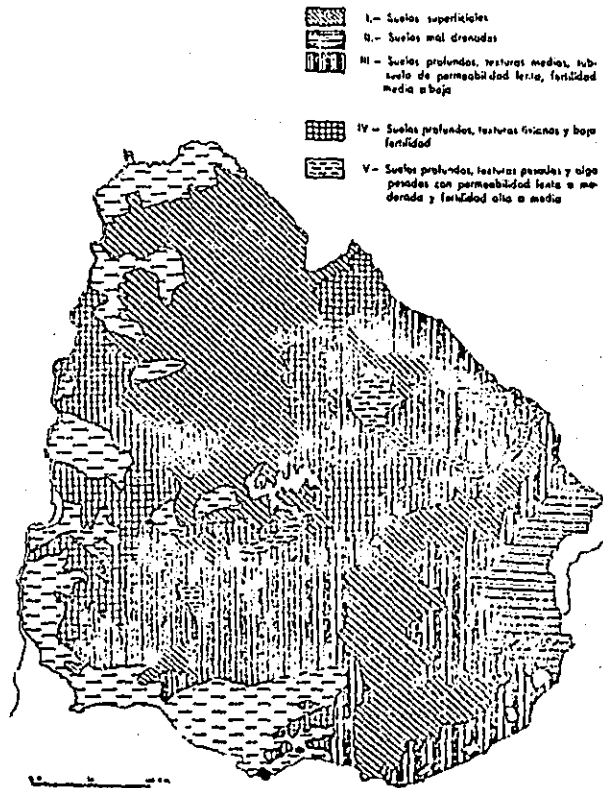 I.- Suelos superficiales
II.- Suelos mal drenados
III - Suelos profundos, texturas medias, sub-
suelo de permeabilidad lenta, fertilidad
media a baja
IV - Suelos profundos, texturas livianas y baja
fertilidad
V - Suelos profundos, texturas pesadas y algo
pesadas con permeabilidad lenta a mo-
derada y fertilidad alta a media